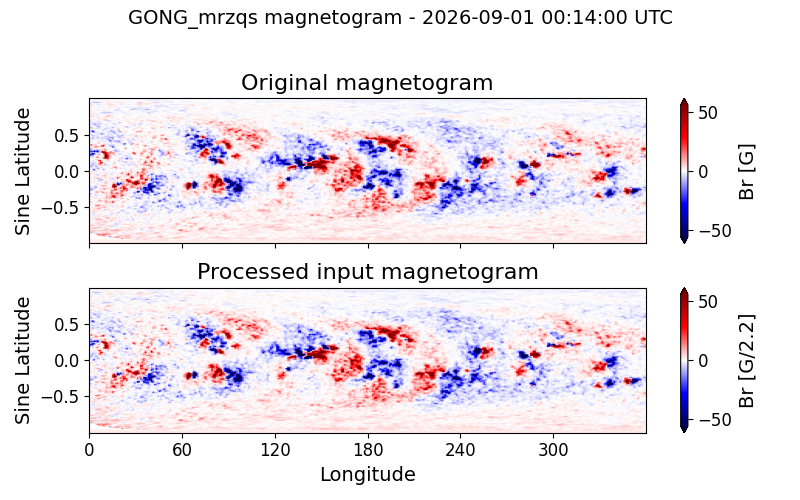 GONG_mrzqs magnetogram - 2026-09-01 00:14:00 UTC
Original magnetogram
Sine Latitude
0.5
0.0
−0.5
50
0
−50
Br [G]
Processed input magnetogram
Sine Latitude
0.5
0.0
−0.5
0
60
120
180
240
300
Longitude
50
0
−50
Br [G/2.2]